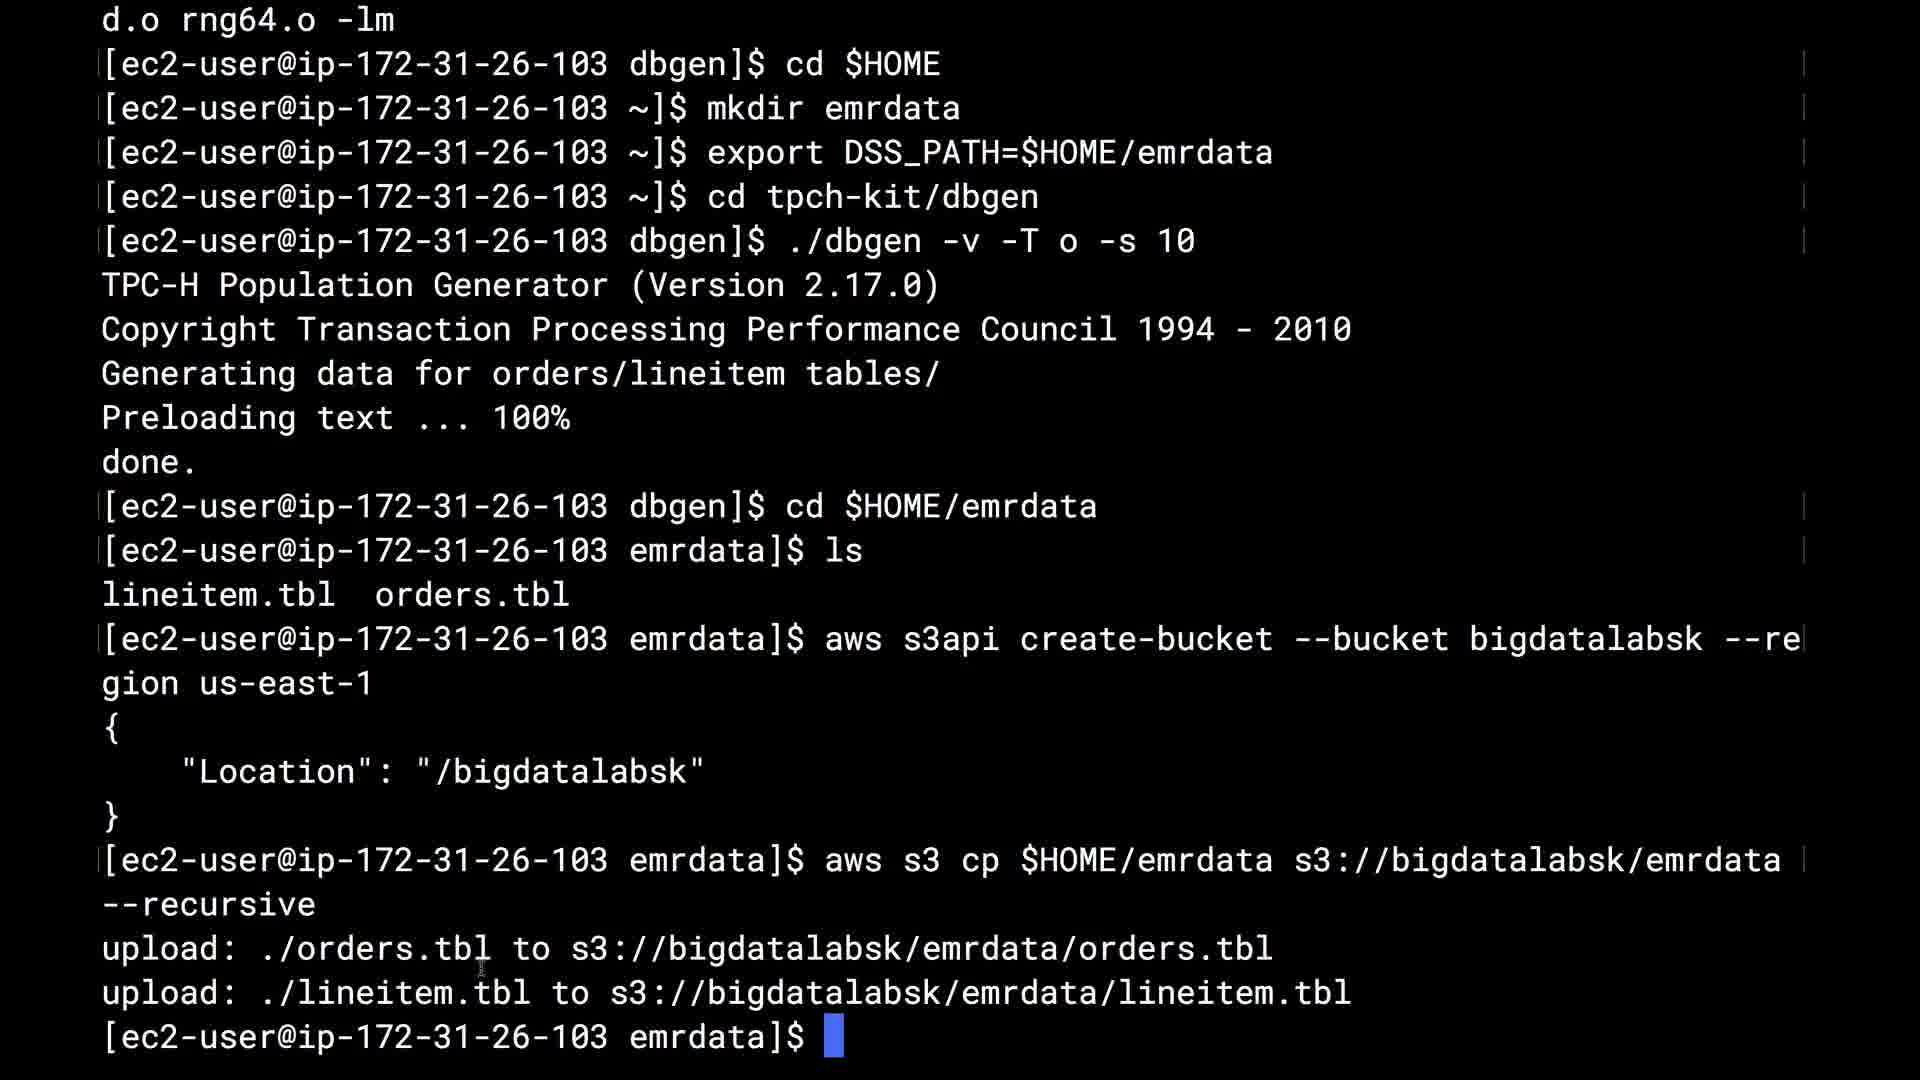 d.o rng64.o -lm
[ec2-user@ip-172-31-26-103 dbgen]$ cd $HOME
[ec2-user@ip-172-31-26-103 ~]$ mkdir emrdata
[ec2-user@ip-172-31-26-103 ~]$ export DSS_PATH=$HOME/emrdata
[ec2-user@ip-172-31-26-103 ~]$ cd tpch-kit/dbgen
[ec2-user@ip-172-31-26-103 dbgen]$ ./dbgen -v -T o -s 10
TPC-H Population Generator (Version 2.17.0)
Copyright Transaction Processing Performance Council 1994 - 2010
Generating data for orders/lineitem tables/
Preloading text ... 100%
done.
[ec2-user@ip-172-31-26-103 dbgen]$ cd $HOME/emrdata
[ec2-user@ip-172-31-26-103 emrdata]$ ls
lineitem.tbl  orders.tbl
[ec2-user@ip-172-31-26-103 emrdata]$ aws s3api create-bucket --bucket bigdatalabsk --re
gion us-east-1
{
    "Location": "/bigdatalabsk"
}
[ec2-user@ip-172-31-26-103 emrdata]$ aws s3 cp $HOME/emrdata s3://bigdatalabsk/emrdata
--recursive
upload: ./orders.tbl to s3://bigdatalabsk/emrdata/orders.tbl
upload: ./lineitem.tbl to s3://bigdatalabsk/emrdata/lineitem.tbl
[ec2-user@ip-172-31-26-103 emrdata]$